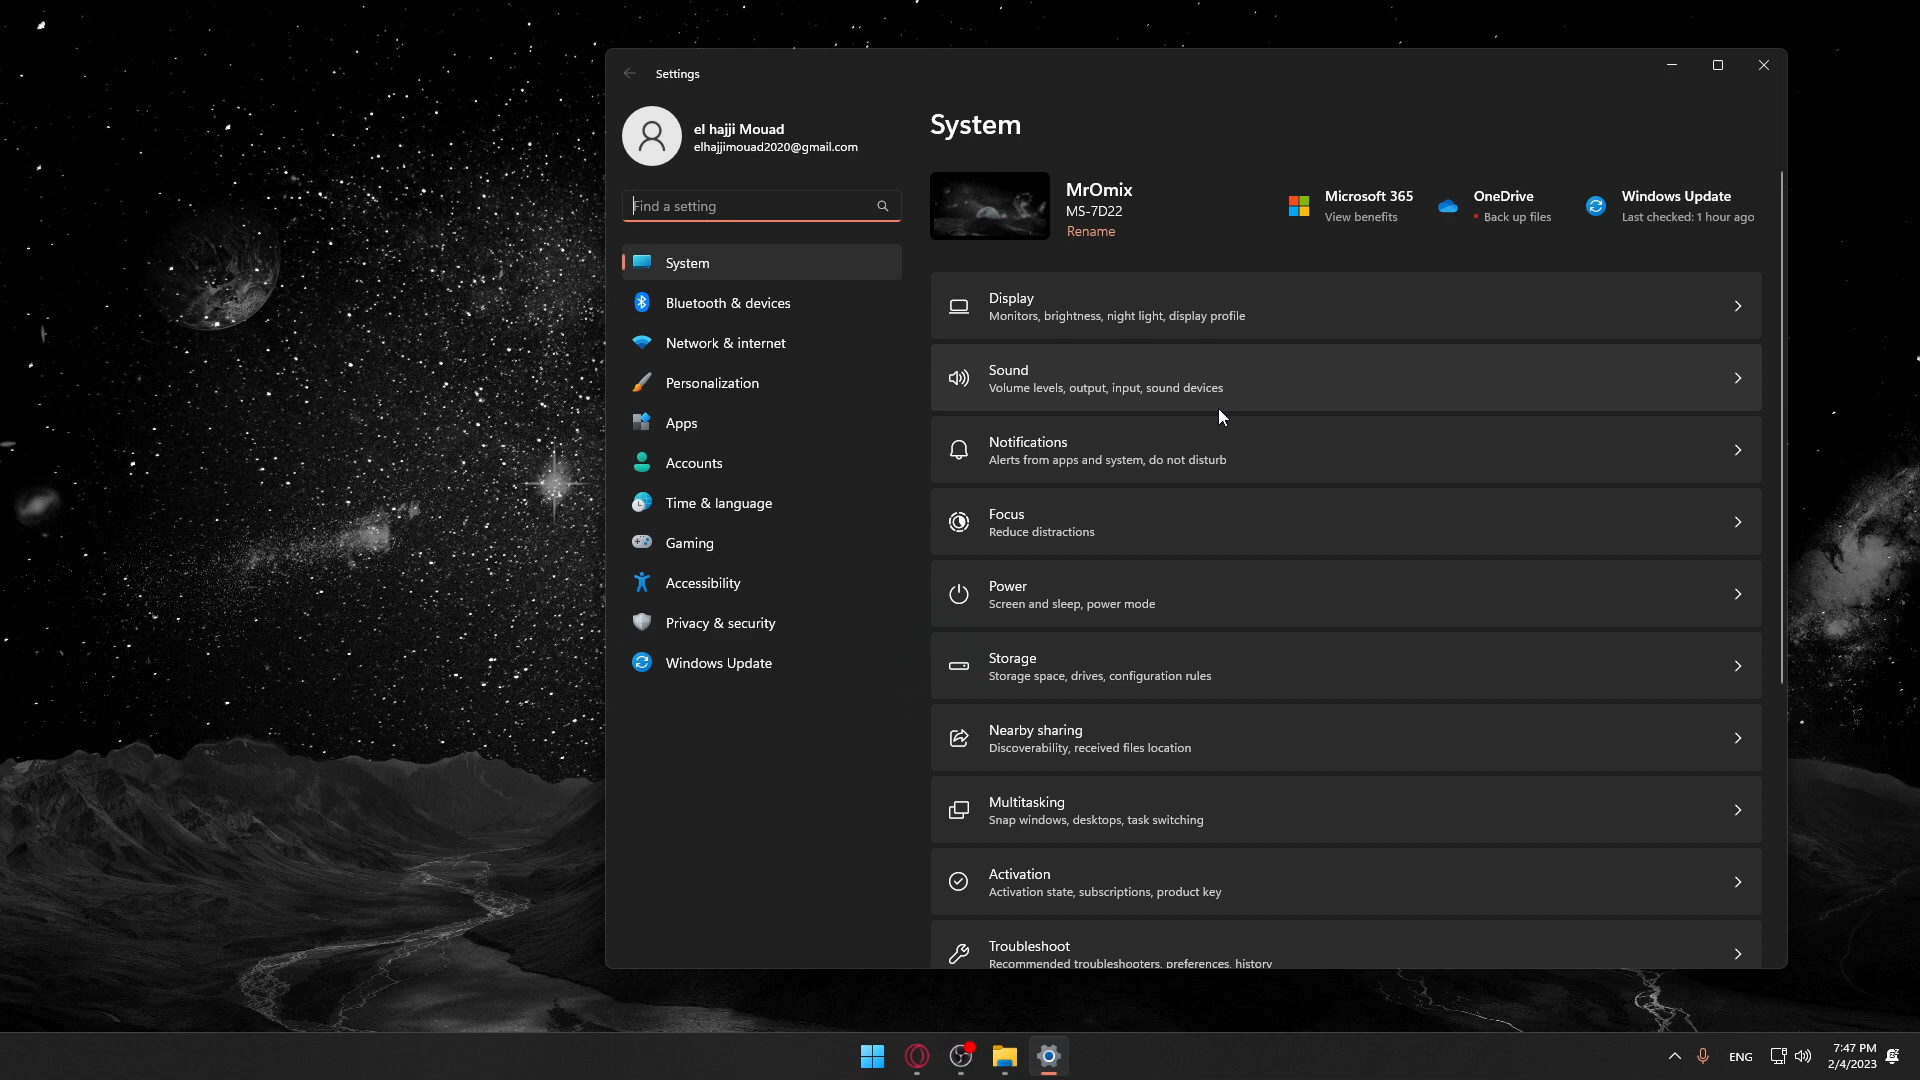 Settings
el hajji Mouad
elhajjimouad2020@gmail.com
Find a setting
System
Bluetooth & devices
Network & internet
Personalization
Apps
Accounts
Time & language
Gaming
Accessibility
Privacy & security
Windows Update
System
MrOmix
MS-7D22
Rename
Microsoft 365
View benefits
OneDrive
Back up files
Windows Update
Last checked: 1 hour ago
Display
Monitors, brightness, night light, display profile
Sound
Volume levels, output, input, sound devices
Notifications
Alerts from apps and system, do not disturb
Focus
Reduce distractions
Power
Screen and sleep, power mode
Storage
Storage space, drives, configuration rules
Nearby sharing
Discoverability, received files location
Multitasking
Snap windows, desktops, task switching
Activation
Activation state, subscriptions, product key
Troubleshoot
Recommended troubleshooters, preferences, history
ENG
7:47 PM
2/4/2023